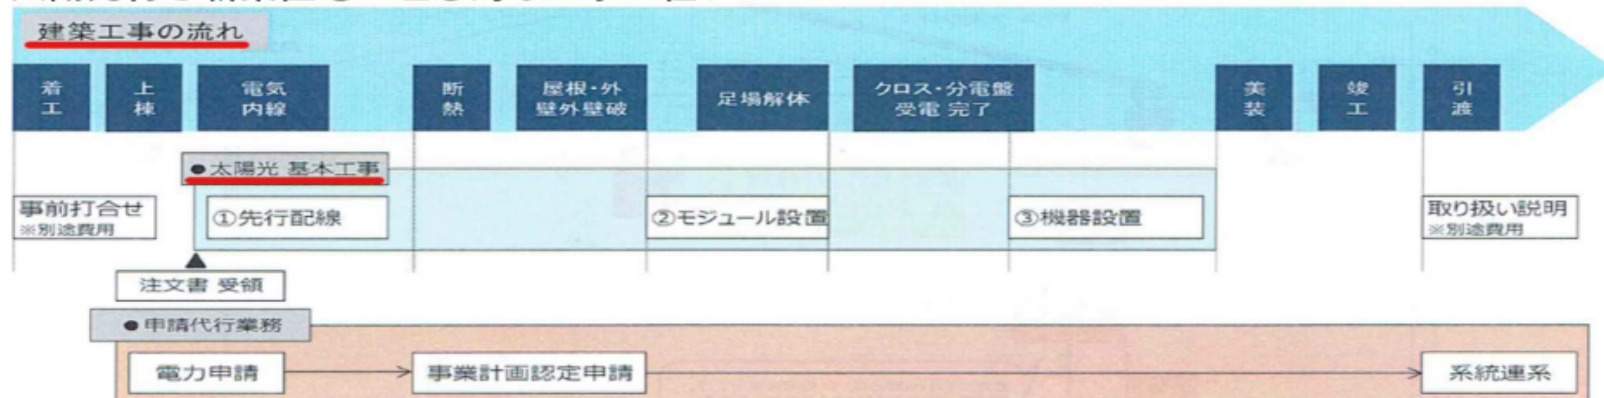 建築工事の流れ
着工
上棟
電気
内線
断熱
屋根・外
壁外壁破
足場解体
クロス・分電盤
受電 完了
美装
竣工
引渡
●太陽光 基本工事
事前打合せ
※別途費用
①先行配線
②モジュール設置
③機器設置
取り扱い説明
※別途費用
注文書 受領
●申請代行業務
電力申請
事業計画認定申請
系統連系